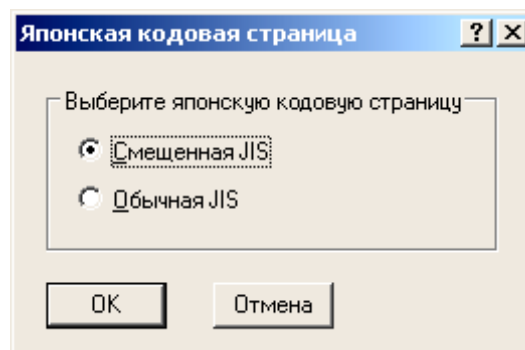 Японская кодовая страница
Выберите японскую кодовую страницу
Смещенная JIS
Обычная JIS
OK
Отмена